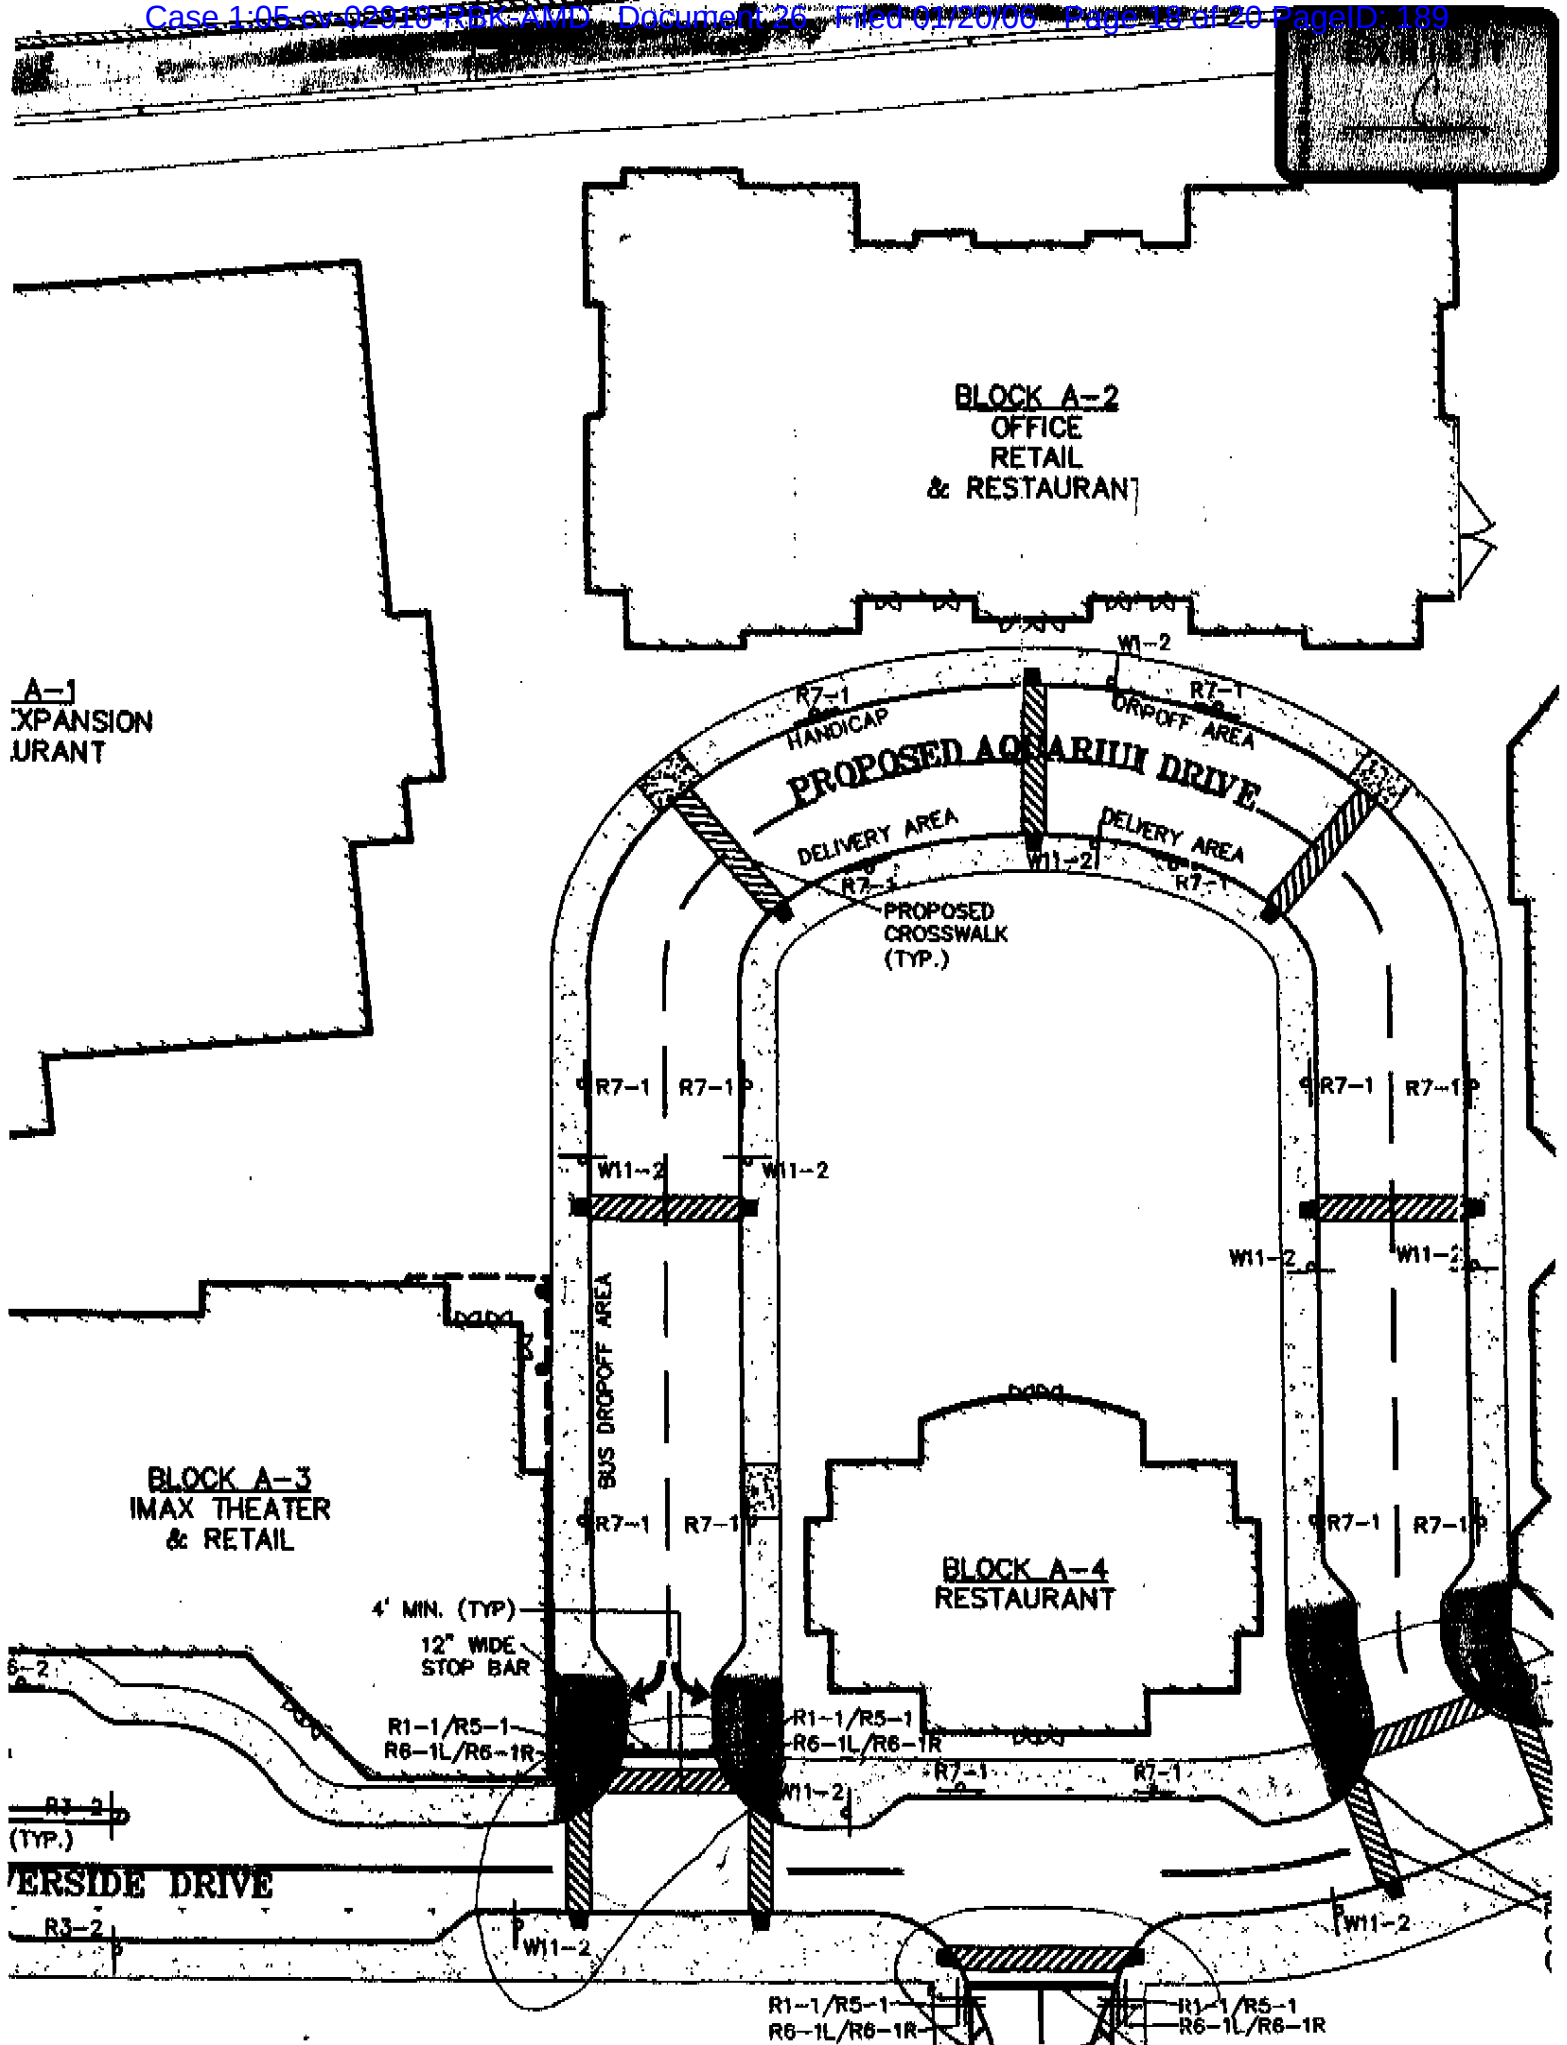 Case 1:05-cv-02918-RBK-AMD Document 26 Filed 01/20/06 Page 18 of 20 PageID: 189
EXHIBIT
BLOCK A-2
OFFICE
RETAIL
& RESTAURANT
W1-2
A-1
XPANSION
URANT
R7-1
R7-1
HANDICAP
DROPOFF AREA
PROPOSED AQUARIUM DRIVE
DELIVERY AREA
DELIVERY AREA
W11-2
R7-1
R7-1
PROPOSED
CROSSWALK
(TYP.)
R7-1
R7-1
R7-1
R7-1
W11-2
W11-2
W11-2
W11-2
BUS DROPOFF AREA
BLOCK A-3
IMAX THEATER
& RETAIL
R7-1
R7-1
R7-1
R7-1
BLOCK A-4
RESTAURANT
4' MIN. (TYP)
12" WIDE
STOP BAR
6-2
R1-1/R5-1
R6-1L/R6-1R
R1-1/R5-1
R6-1L/R6-1R
R7-1
R7-1
W11-2
R3-2
(TYP.)
ERSIDE DRIVE
R3-2
W11-2
W11-2
R1-1/R5-1
R6-1L/R6-1R
R1-1/R5-1
R6-1L/R6-1R